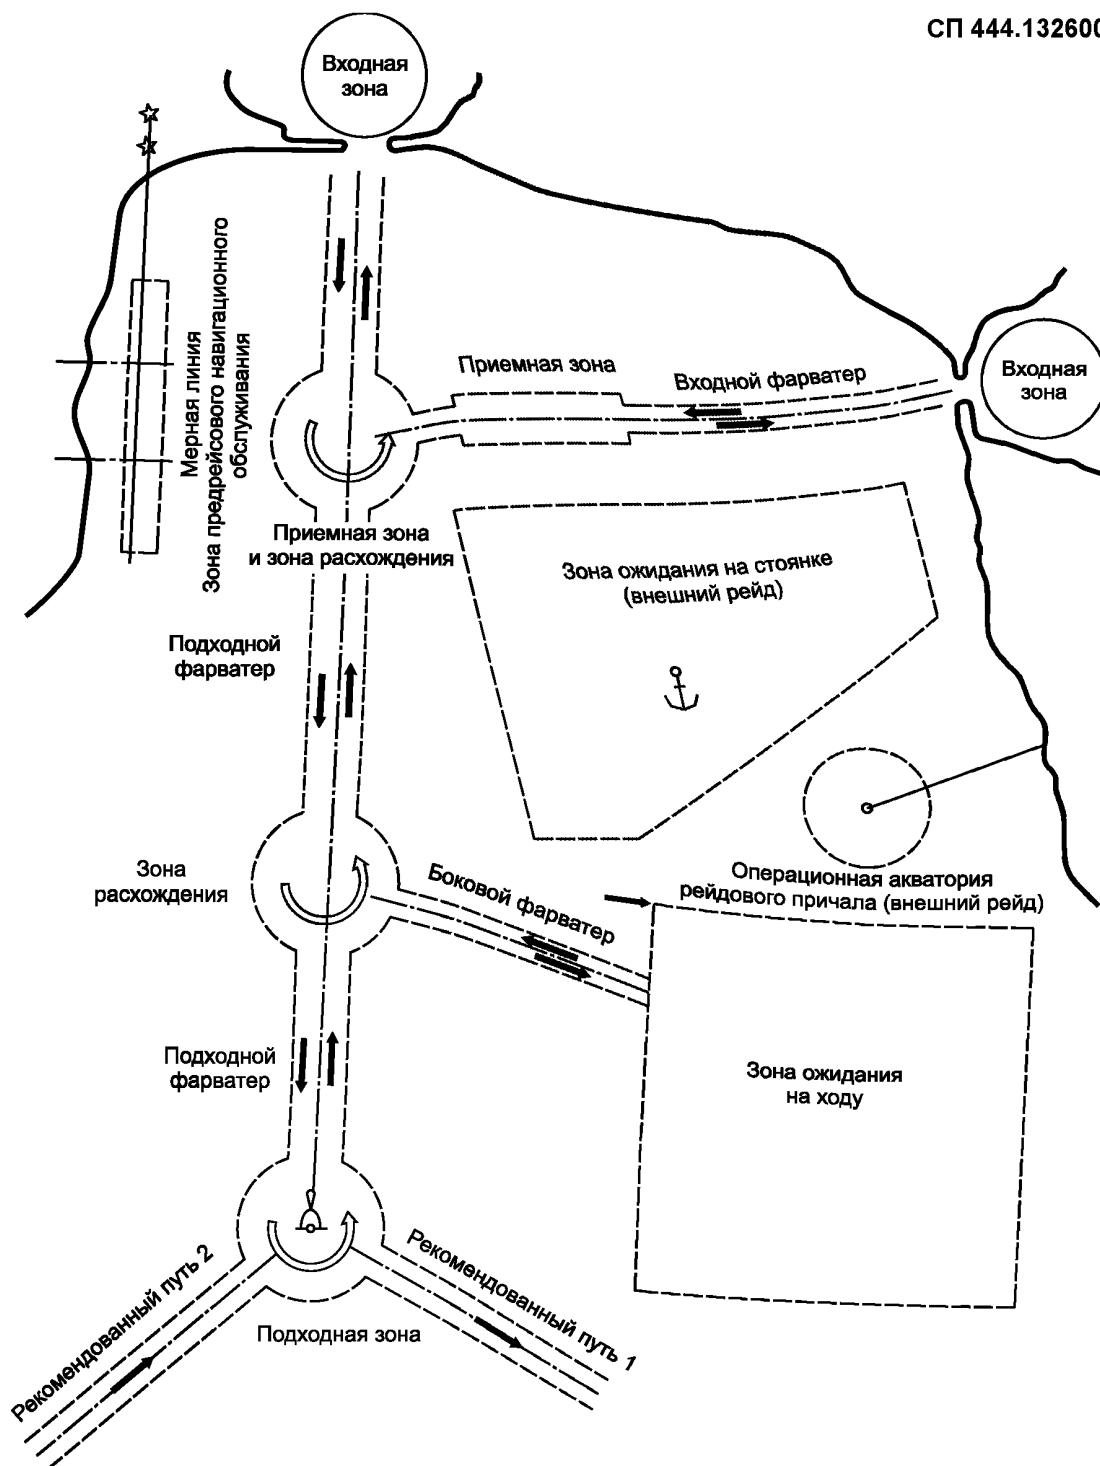 СП 444.132600
Входная
зона
Мерная линия
Зона предрейсового навигационного
обслуживания
Приемная зона
Входной фарватер
Входная
зона
Приемная зона
и зона расхождения
Зона ожидания на стоянке
(внешний рейд)
Подходной
фарватер
Зона
расхождения
Боковой фарватер
Операционная акватория
рейдового причала (внешний рейд)
Подходной
фарватер
Зона ожидания
на ходу
Рекомендованный путь 2
Рекомендованный путь 1
Подходная зона